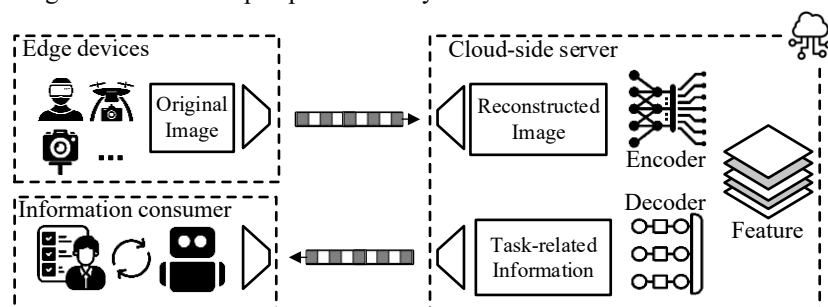 Edge devices
Original
Image
...
Cloud-side server
Reconstructed
Image
Encoder
Information consumer
Task-related
Information
Decoder
Feature